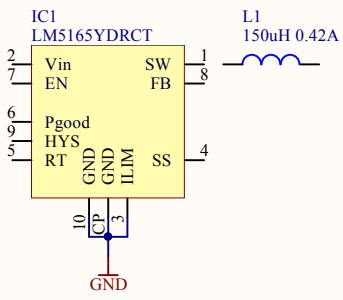 IC1
LM5165YDRCT
L1
150uH 0.42A
2 Vin SW 1
7 EN FB 8
6 Pgood
9 HYS
5 RT SS 4
GND GND ILIM
10 CP 3
GND